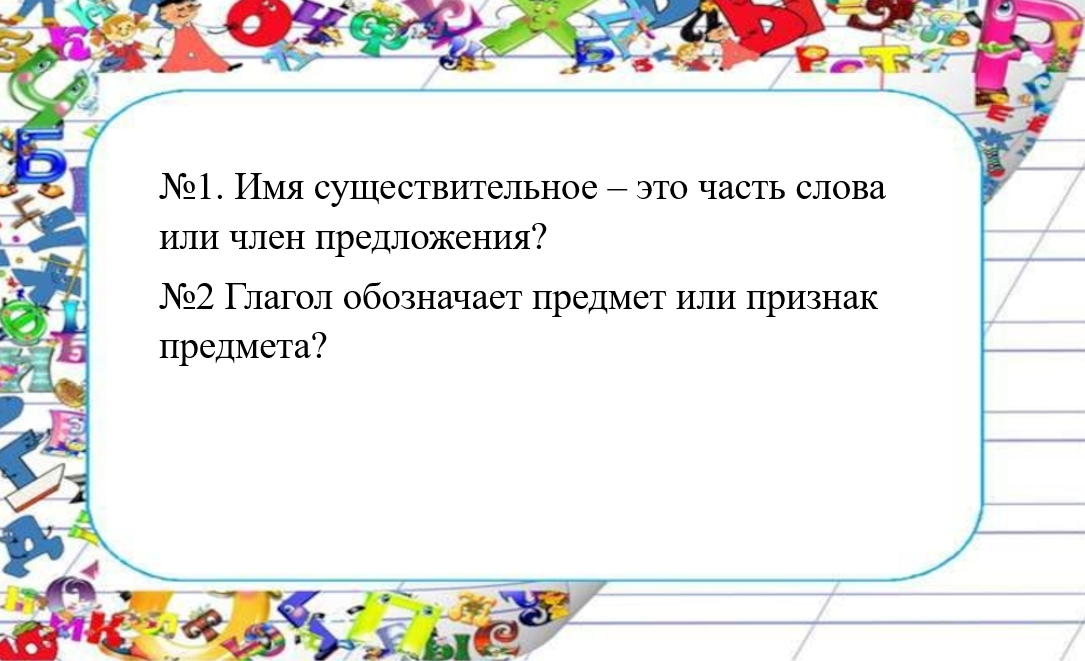 №1. Имя существительное – это часть слова
или член предложения?
№2 Глагол обозначает предмет или признак
предмета?